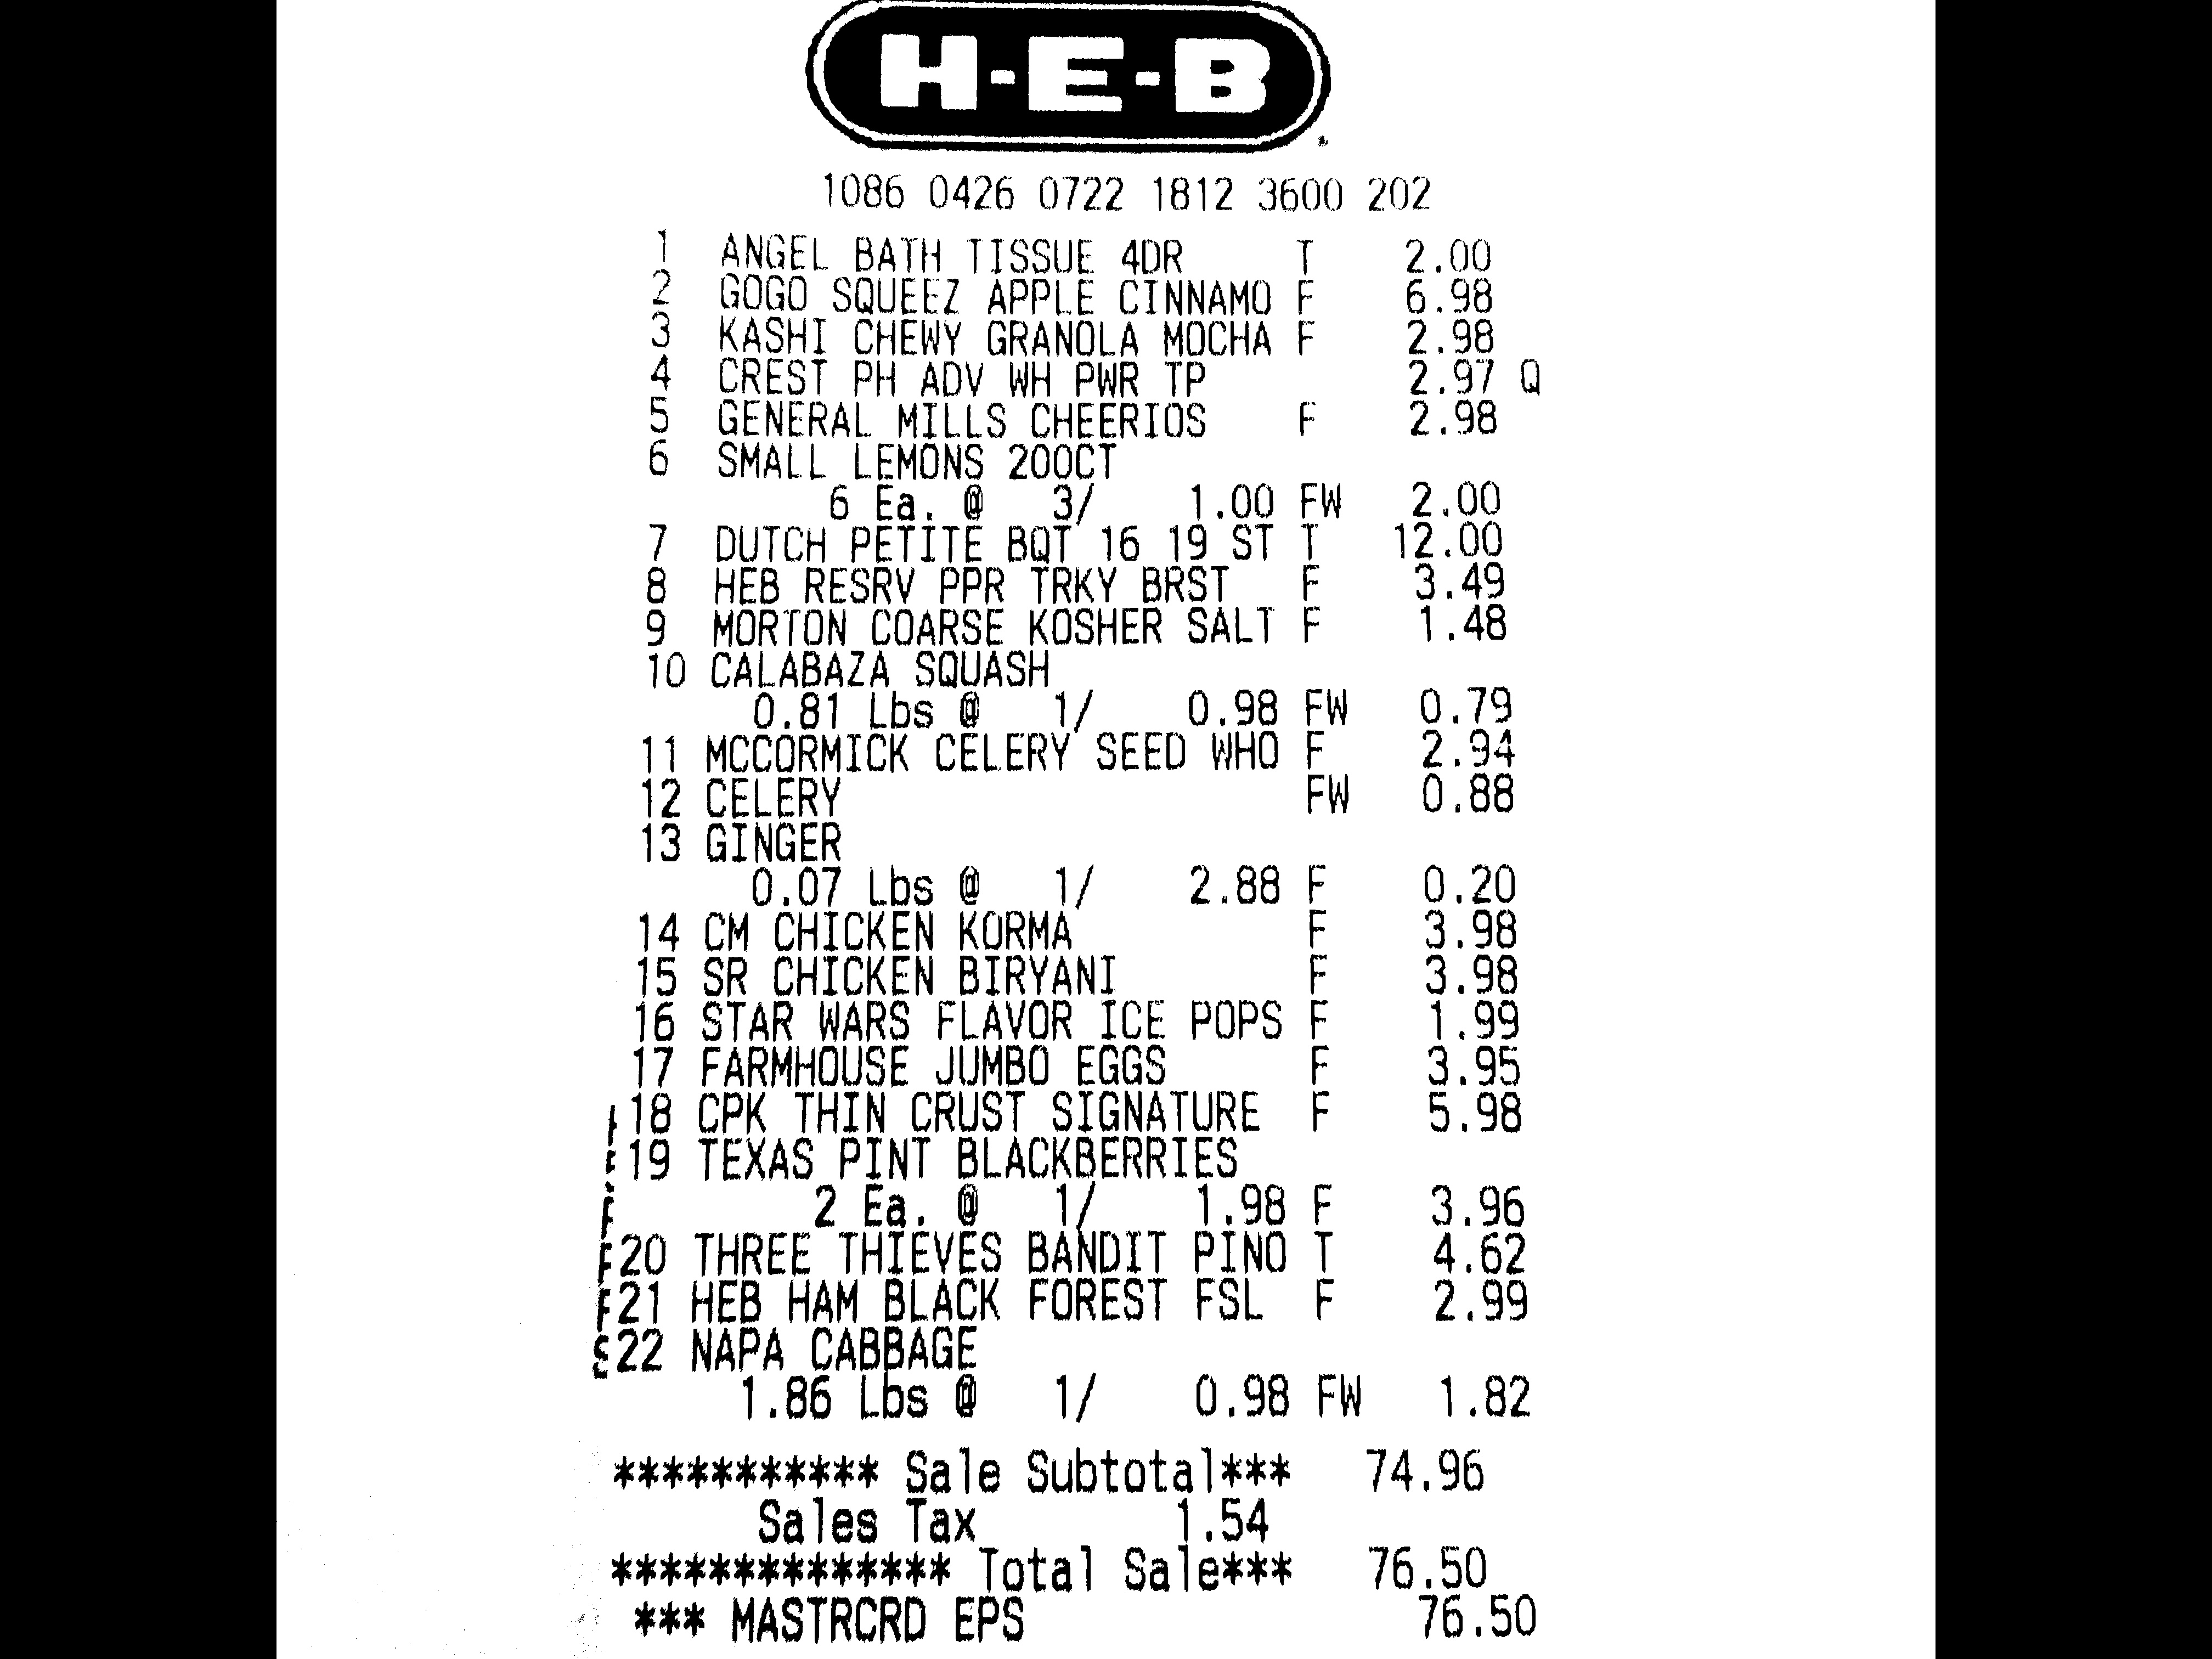 H-E-B
1086 0426 0722 1812 3600 202
1 ANGEL BATH TISSUE 4DR T 2.00
2 GOGO SQUEEZ APPLE CINNAMO F 6.98
3 KASHI CHEWY GRANOLA MOCHA F 2.98
4 CREST PH ADV WH PWR TP 2.97 Q
5 GENERAL MILLS CHEERIOS F 2.98
6 SMALL LEMONS 200CT
6 Ea. @ 3/ 1.00 FW 2.00
7 DUTCH PETITE BQT 16 19 ST T 12.00
8 HEB RESRV PPR TRKY BRST F 3.49
9 MORTON COARSE KOSHER SALT F 1.48
10 CALABAZA SQUASH
0.81 Lbs @ 1/ 0.98 FW 0.79
11 MCCORMICK CELERY SEED WHO F 2.94
12 CELERY FW 0.88
13 GINGER
0.07 Lbs @ 1/ 2.88 F 0.20
14 CM CHICKEN KORMA F 3.98
15 SR CHICKEN BIRYANI F 3.98
16 STAR WARS FLAVOR ICE POPS F 1.99
17 FARMHOUSE JUMBO EGGS F 3.95
18 CPK THIN CRUST SIGNATURE F 5.98
19 TEXAS PINT BLACKBERRIES
2 Ea. @ 1/ 1.98 F 3.96
20 THREE THIEVES BANDIT PINO T 4.62
21 HEB HAM BLACK FOREST FSL F 2.99
22 NAPA CABBAGE
1.86 Lbs @ 1/ 0.98 FW 1.82
*********** Sale Subtotal*** 74.96
Sales Tax 1.54
************** Total Sale*** 76.50
*** MASTRCRD EPS 76.50